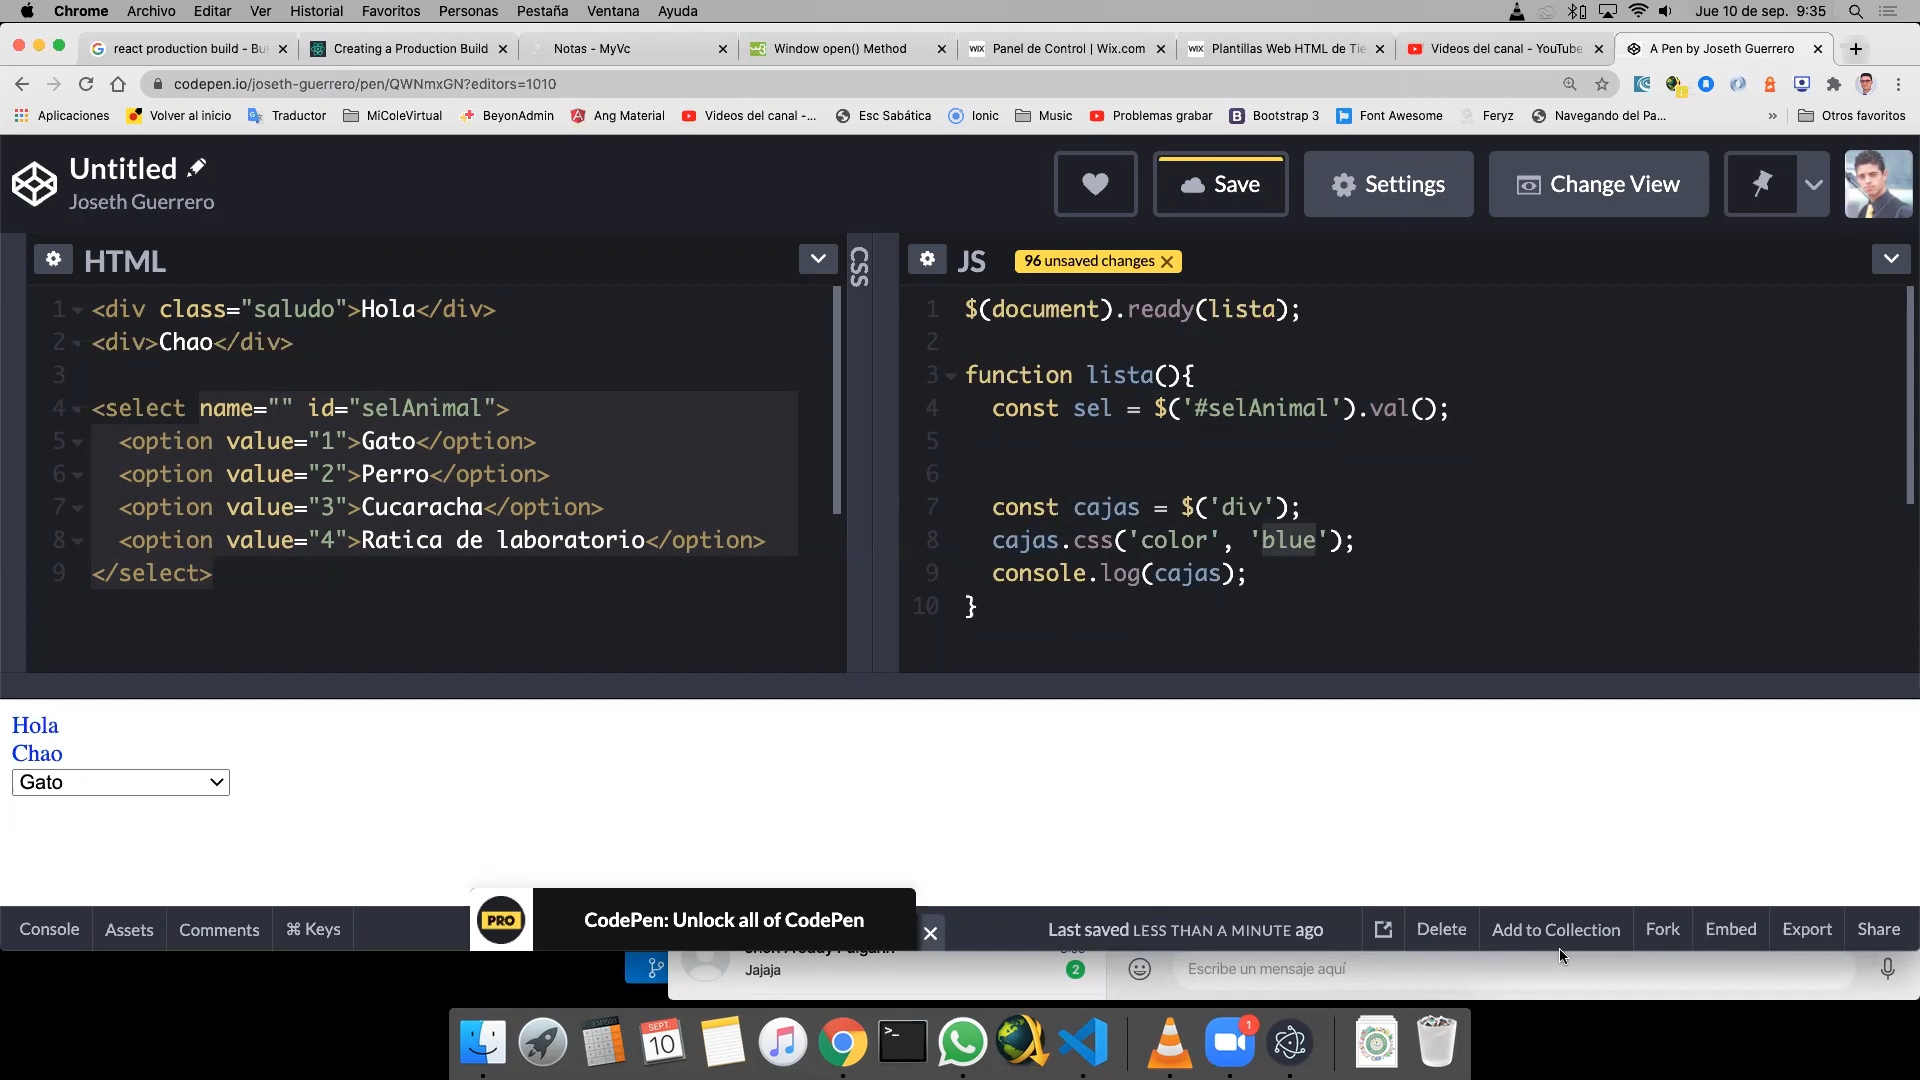 Chrome Archivo Editar Ver Historial Favoritos Personas Pestaña Ventana Ayuda Jue 10 de sep. 9:35
react production build - Bus Creating a Production Build Notas - MyVc Window open() Method Panel de Control | Wix.com Plantillas Web HTML de Tie Videos del canal - YouTube A Pen by Joseth Guerrero
codepen.io/joseth-guerrero/pen/QWNmxGN?editors=1010
Aplicaciones Volver al inicio Traductor MiColeVirtual BeyonAdmin Ang Material Videos del canal -... Esc Sabática Ionic Music Problemas grabar Bootstrap 3 Font Awesome Feryz Navegando del Pa... » Otros favoritos
Untitled
Joseth Guerrero
Save Settings Change View
HTML
CSS
JS 96 unsaved changes
1 <div class="saludo">Hola</div>
2 <div>Chao</div>
3
4 <select name="" id="selAnimal">
5 <option value="1">Gato</option>
6 <option value="2">Perro</option>
7 <option value="3">Cucaracha</option>
8 <option value="4">Ratica de laboratorio</option>
9 </select>
1 $(document).ready(lista);
2
3 function lista(){
4 const sel = $('#selAnimal').val();
5
6
7 const cajas = $('div');
8 cajas.css('color', 'blue');
9 console.log(cajas);
10 }
Hola
Chao
Gato
PRO CodePen: Unlock all of CodePen
Console Assets Comments ⌘ Keys Last saved LESS THAN A MINUTE ago Delete Add to Collection Fork Embed Export Share
Jajaja 2 Escribe un mensaje aquí
SEPT. 10
1